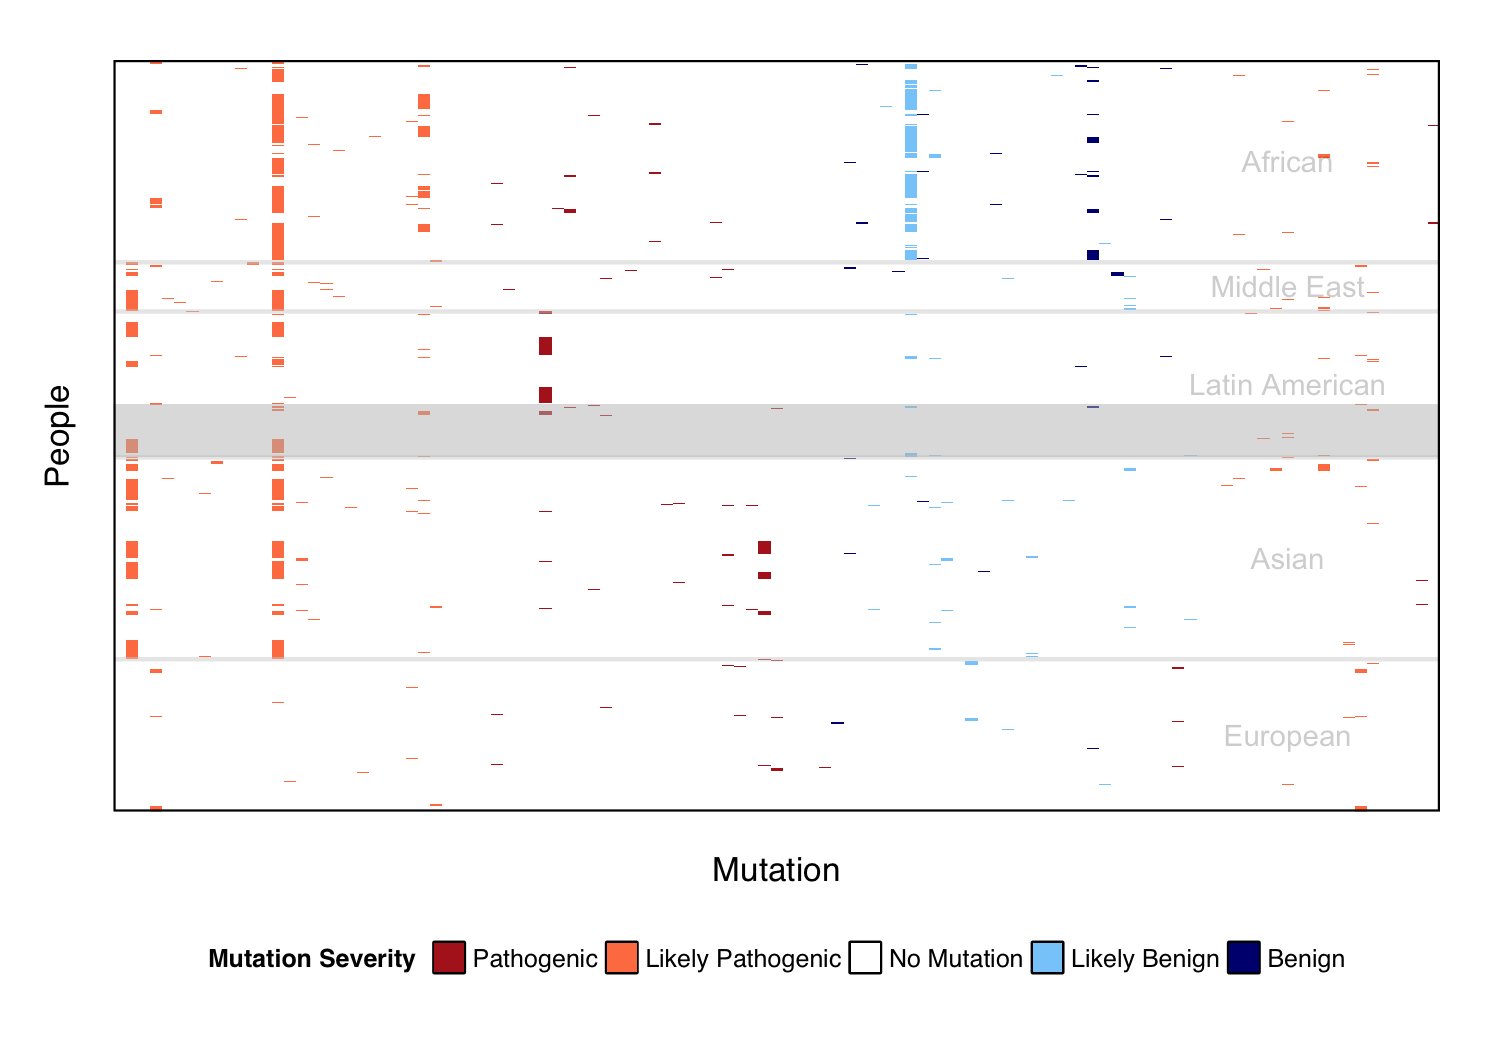 African
Middle East
Latin American
Asian
European
People
Mutation
Mutation Severity Pathogenic Likely Pathogenic No Mutation Likely Benign Benign